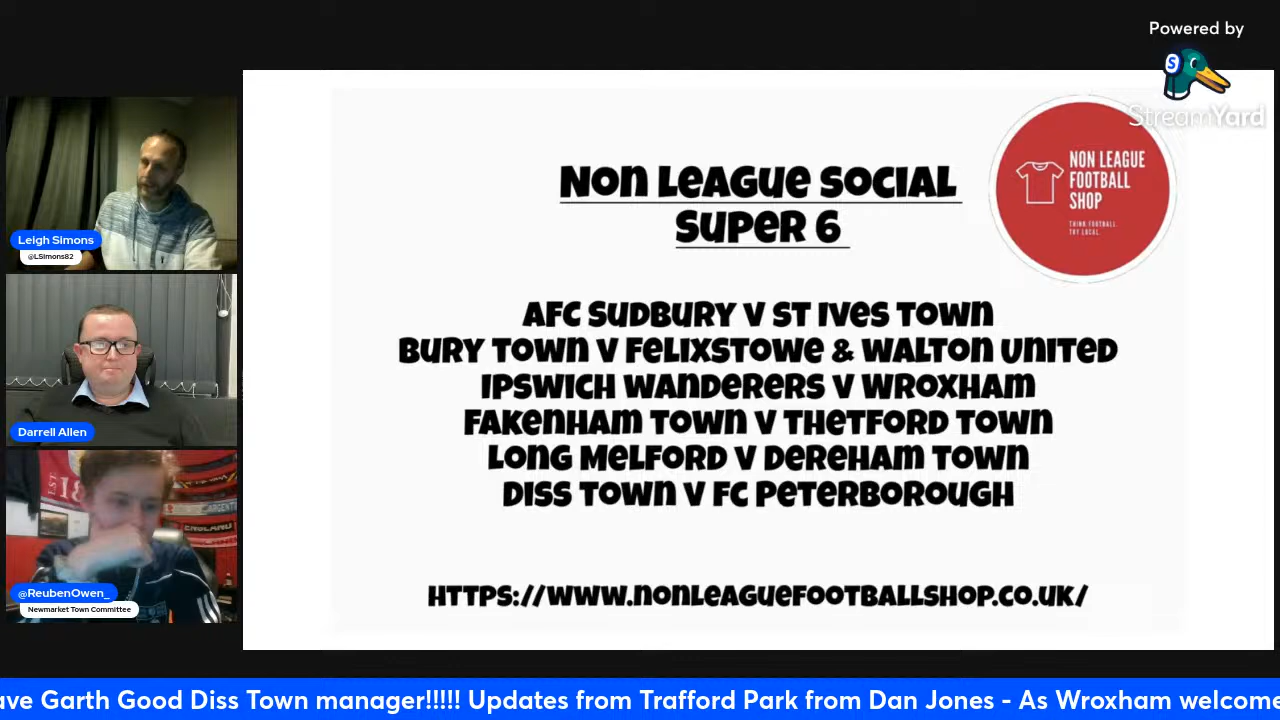 Powered by
S
StreamYard
NON LEAGUE SOCIAL
SUPER 6
NON LEAGUE
FOOTBALL
SHOP
THINK FOOTBALL.
TRY LOCAL.
AFC SUDBURY V ST IVES TOWN
BURY TOWN V FELIXSTOWE & WALTON UNITED
IPSWICH WANDERERS V WROXHAM
FAKENHAM TOWN V THETFORD TOWN
LONG MELFORD V DEREHAM TOWN
DISS TOWN V FC PETERBOROUGH
HTTPS://WWW.NONLEAGUEFOOTBALLSHOP.CO.UK/
Leigh Simons
@LSimons82
Darrell Allen
EST.
18
ENGLAND
@ReubenOwen_
Newmarket Town Committee
ave Garth Good Diss Town manager!!!!! Updates from Trafford Park from Dan Jones - As Wroxham welcome